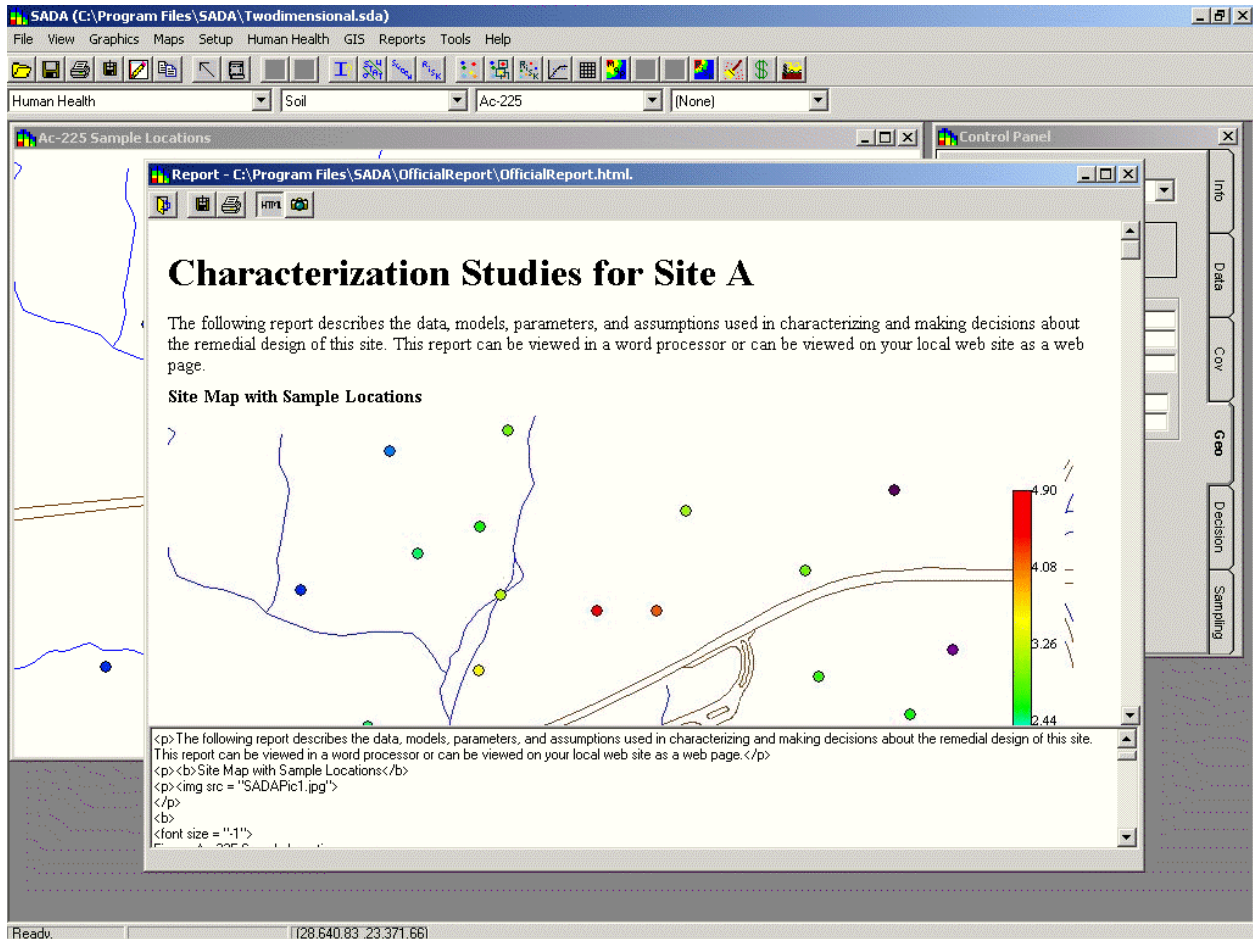 SADA (C:\Program Files\SADA\Twodimensional.sda)
File View Graphics Maps Setup Human Health GIS Reports Tools Help
Human Health Soil Ac-225 (None)
Ac-225 Sample Locations
Control Panel
Report - C:\Program Files\SADA\OfficialReport\OfficialReport.html.
HTML
Info
Data
Cov
Geo
Decision
Sampling
Characterization Studies for Site A
The following report describes the data, models, parameters, and assumptions used in characterizing and making decisions about
the remedial design of this site. This report can be viewed in a word processor or can be viewed on your local web site as a web
page.
Site Map with Sample Locations
4.90
4.08
3.26
2.44
<p>The following report describes the data, models, parameters, and assumptions used in characterizing and making decisions about the remedial design of this site.
This report can be viewed in a word processor or can be viewed on your local web site as a web page.</p>
<p><b>Site Map with Sample Locations</b>
<p><img src = "SADAPic1.jpg">
</p>
<b>
<font size = "-1">
Ready. (28,640.83 ,23,371.66)